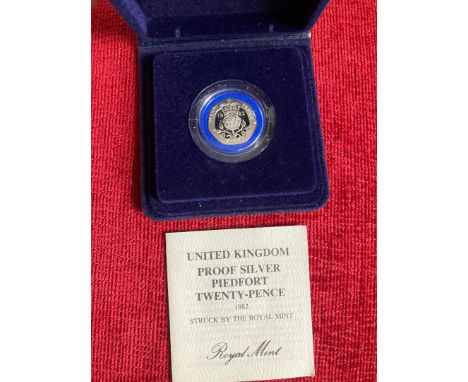 UNITED KINGDOM
PROOF SILVER
PIEDFORT
TWENTY-PENCE
1982
STRUCK BY THE ROYAL MINT
Royal Mint